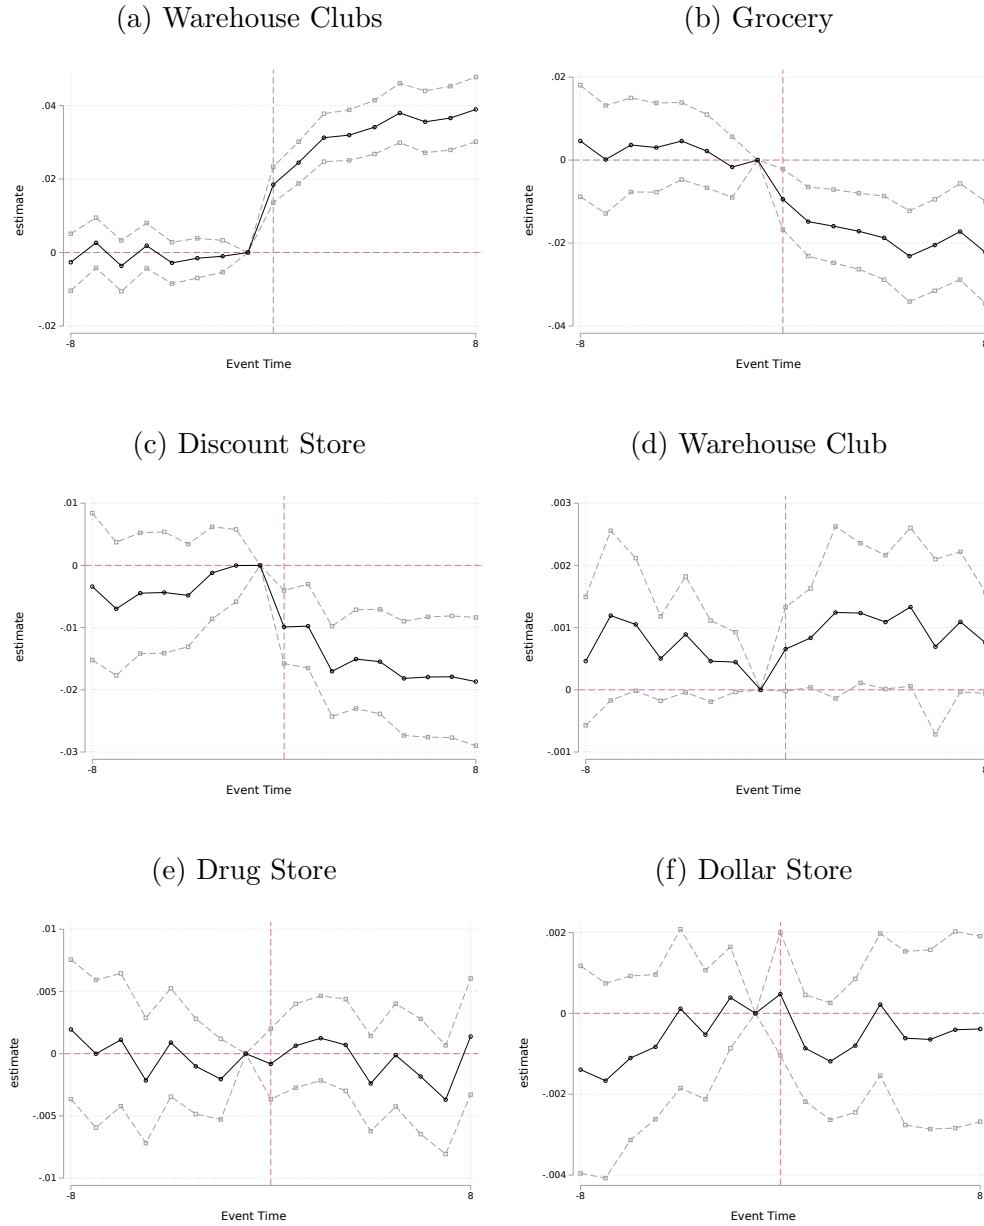 (a) Warehouse Clubs
(b) Grocery
estimate
.04
.02
0
-.02
-8
8
Event Time
estimate
.02
0
-.02
-.04
-8
8
Event Time
(c) Discount Store
(d) Warehouse Club
estimate
.01
0
-.01
-.02
-.03
-8
8
Event Time
estimate
.003
.002
.001
0
-.001
-8
8
Event Time
(e) Drug Store
(f) Dollar Store
estimate
.01
.005
0
-.005
-.01
-8
8
Event Time
estimate
.002
0
-.002
-.004
-8
8
Event Time